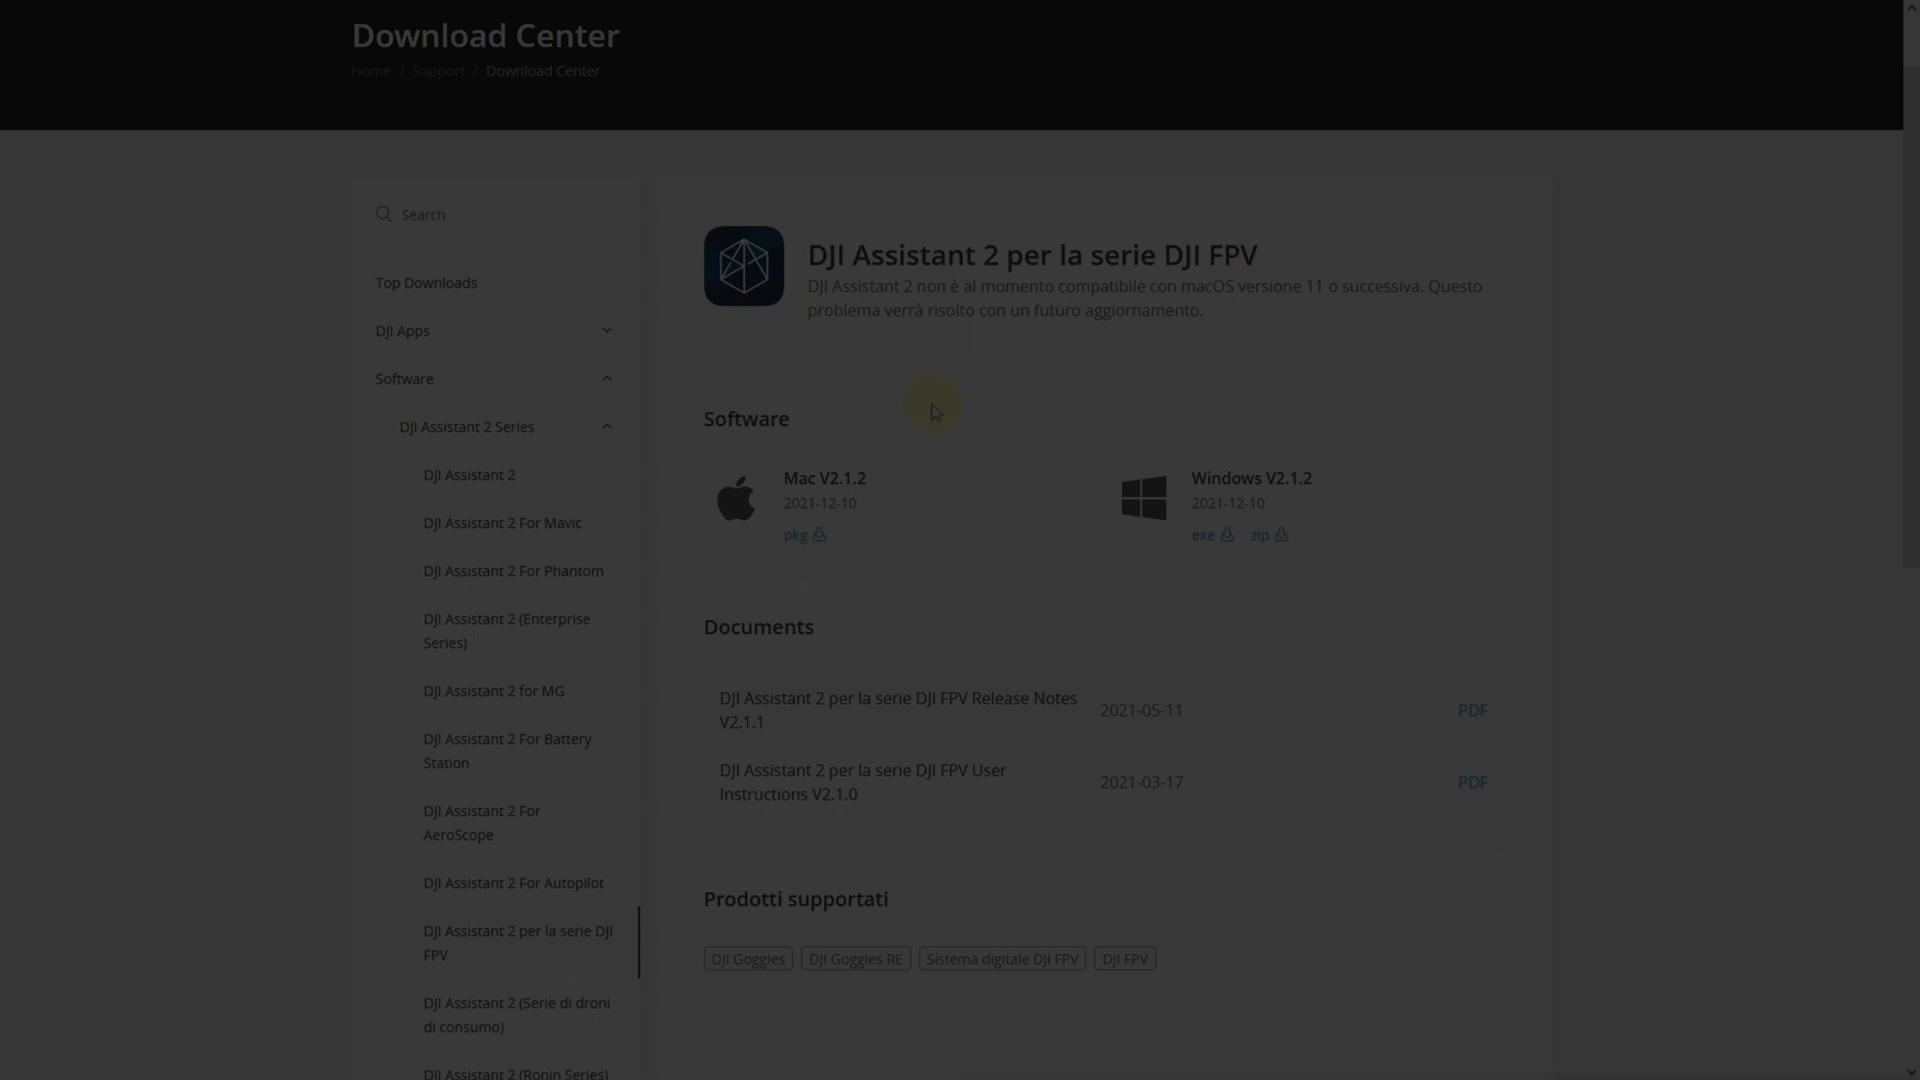 Download Center
Home / Support / Download Center
Search
Top Downloads
DJI Apps
Software
DJI Assistant 2 Series
DJI Assistant 2
DJI Assistant 2 For Mavic
DJI Assistant 2 For Phantom
DJI Assistant 2 (Enterprise
Series)
DJI Assistant 2 for MG
DJI Assistant 2 For Battery
Station
DJI Assistant 2 For
AeroScope
DJI Assistant 2 For Autopilot
DJI Assistant 2 per la serie DJI
FPV
DJI Assistant 2 (Serie di droni
di consumo)
DJI Assistant 2 (Ronin Series)
DJI Assistant 2 per la serie DJI FPV
DJI Assistant 2 non è al momento compatibile con macOS versione 11 o successiva. Questo
problema verrà risolto con un futuro aggiornamento.
Software
Mac V2.1.2
2021-12-10
pkg
Windows V2.1.2
2021-12-10
exe zip
Documents
DJI Assistant 2 per la serie DJI FPV Release Notes
V2.1.1
2021-05-11
PDF
DJI Assistant 2 per la serie DJI FPV User
Instructions V2.1.0
2021-03-17
PDF
Prodotti supportati
DJI Goggles
DJI Goggles RE
Sistema digitale DJI FPV
DJI FPV